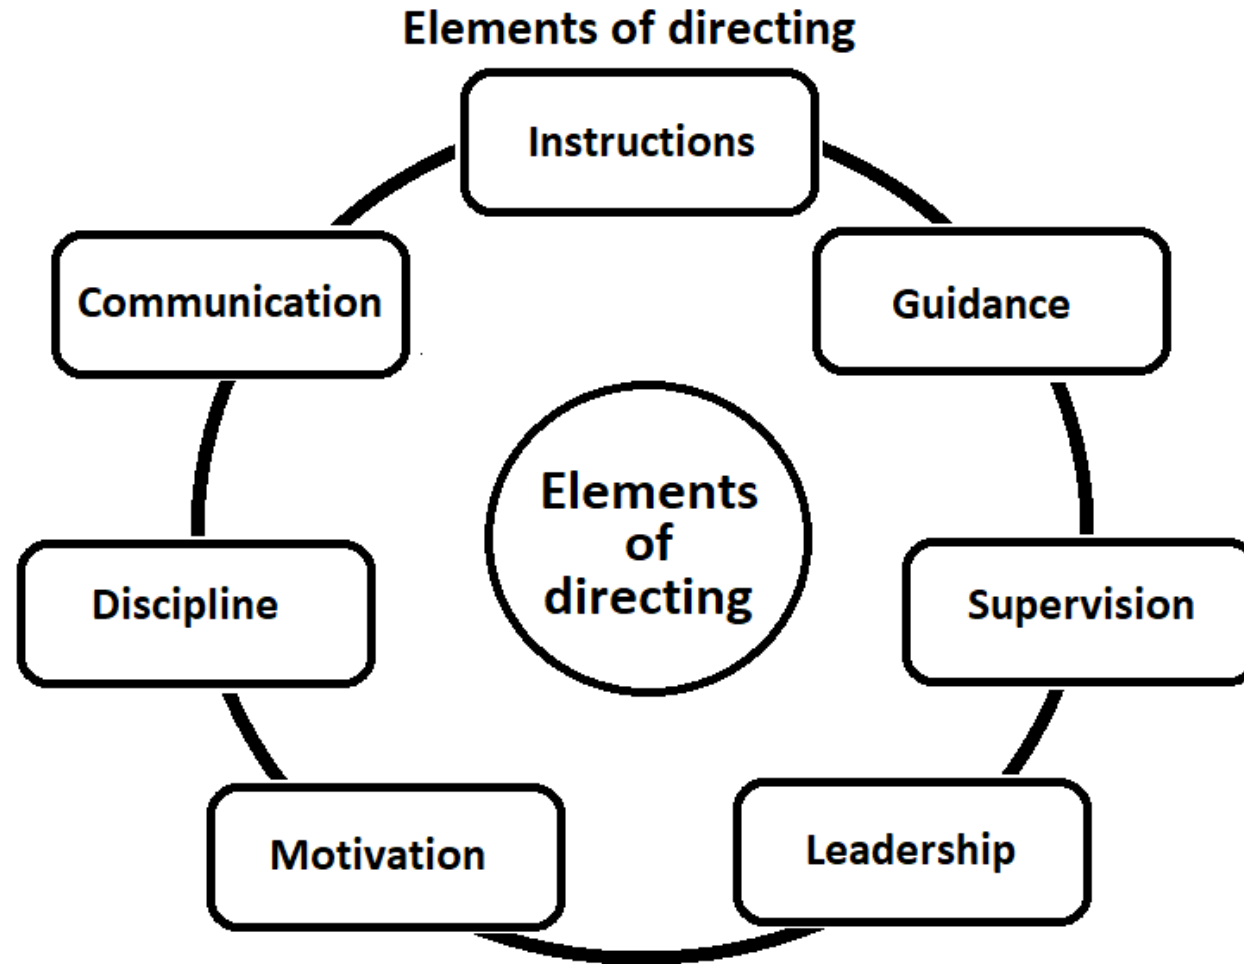 Elements of directing
Instructions
Communication
Guidance
Elements
of
directing
Discipline
Supervision
Motivation
Leadership